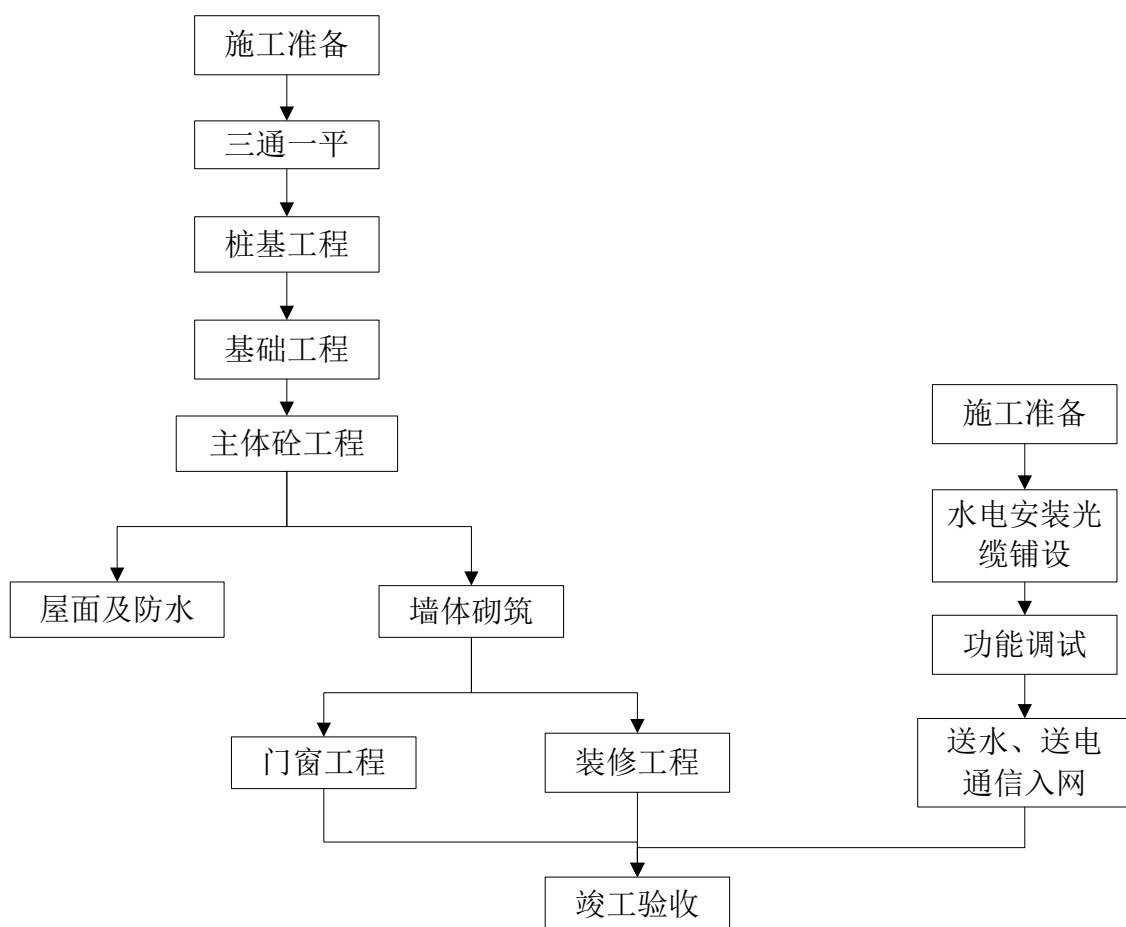 施工准备
三通一平
桩基工程
基础工程
主体砼工程
屋面及防水
墙体砌筑
门窗工程
装修工程
施工准备
水电安装光
缆铺设
功能调试
送水、送电
通信入网
竣工验收